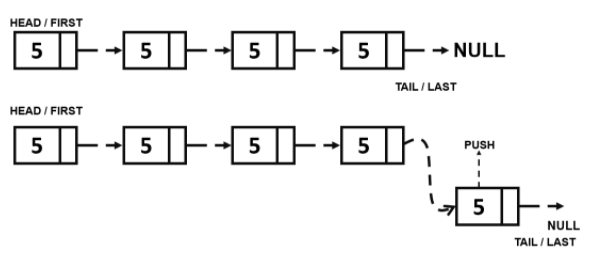 HEAD / FIRST
5 5 5 5 NULL
TAIL / LAST
HEAD / FIRST
5 5 5 5
PUSH
5
NULL
TAIL / LAST